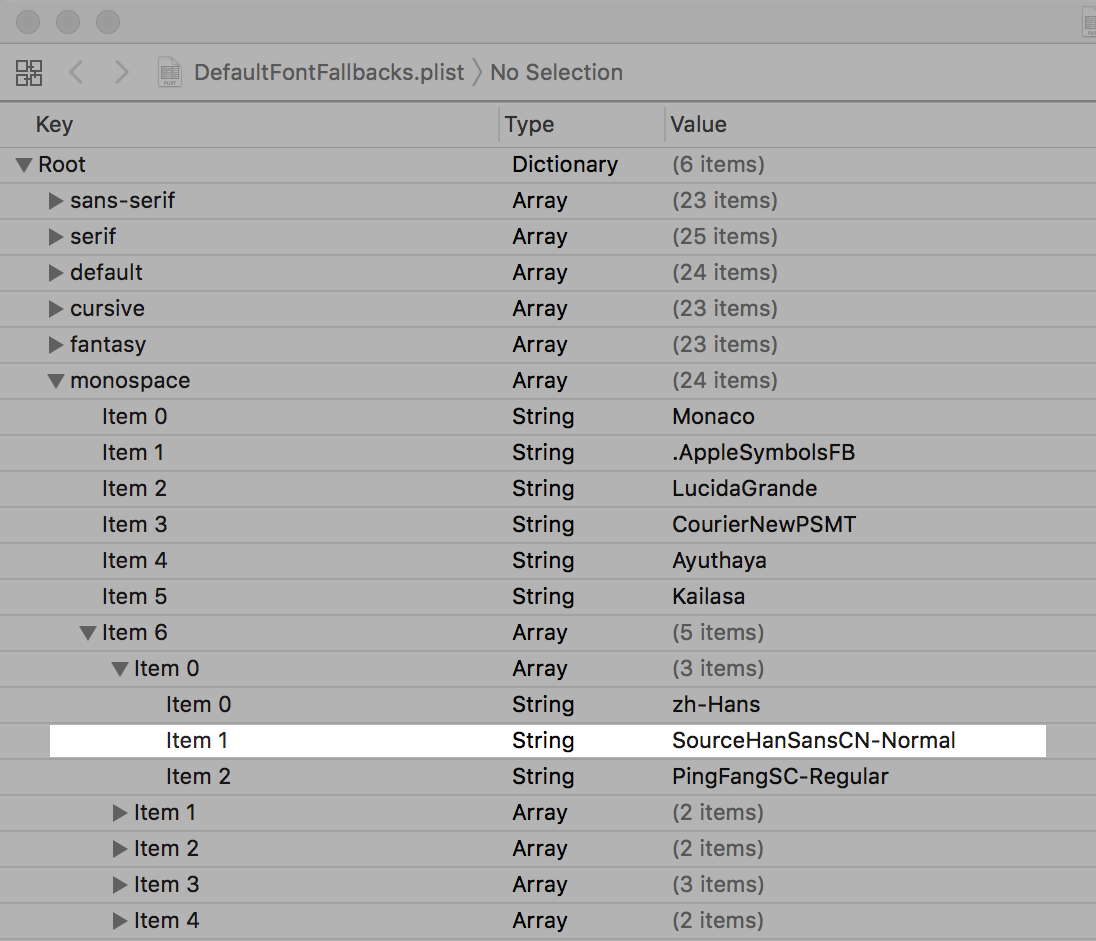 DefaultFontFallbacks.plist 〉 No Selection
Key Type Value
Root Dictionary (6 items)
sans-serif Array (23 items)
serif Array (25 items)
default Array (24 items)
cursive Array (23 items)
fantasy Array (23 items)
monospace Array (24 items)
Item 0 String Monaco
Item 1 String .AppleSymbolsFB
Item 2 String LucidaGrande
Item 3 String CourierNewPSMT
Item 4 String Ayuthaya
Item 5 String Kailasa
Item 6 Array (5 items)
Item 0 Array (3 items)
Item 0 String zh-Hans
Item 1 String SourceHanSansCN-Normal
Item 2 String PingFangSC-Regular
Item 1 Array (2 items)
Item 2 Array (2 items)
Item 3 Array (3 items)
Item 4 Array (2 items)